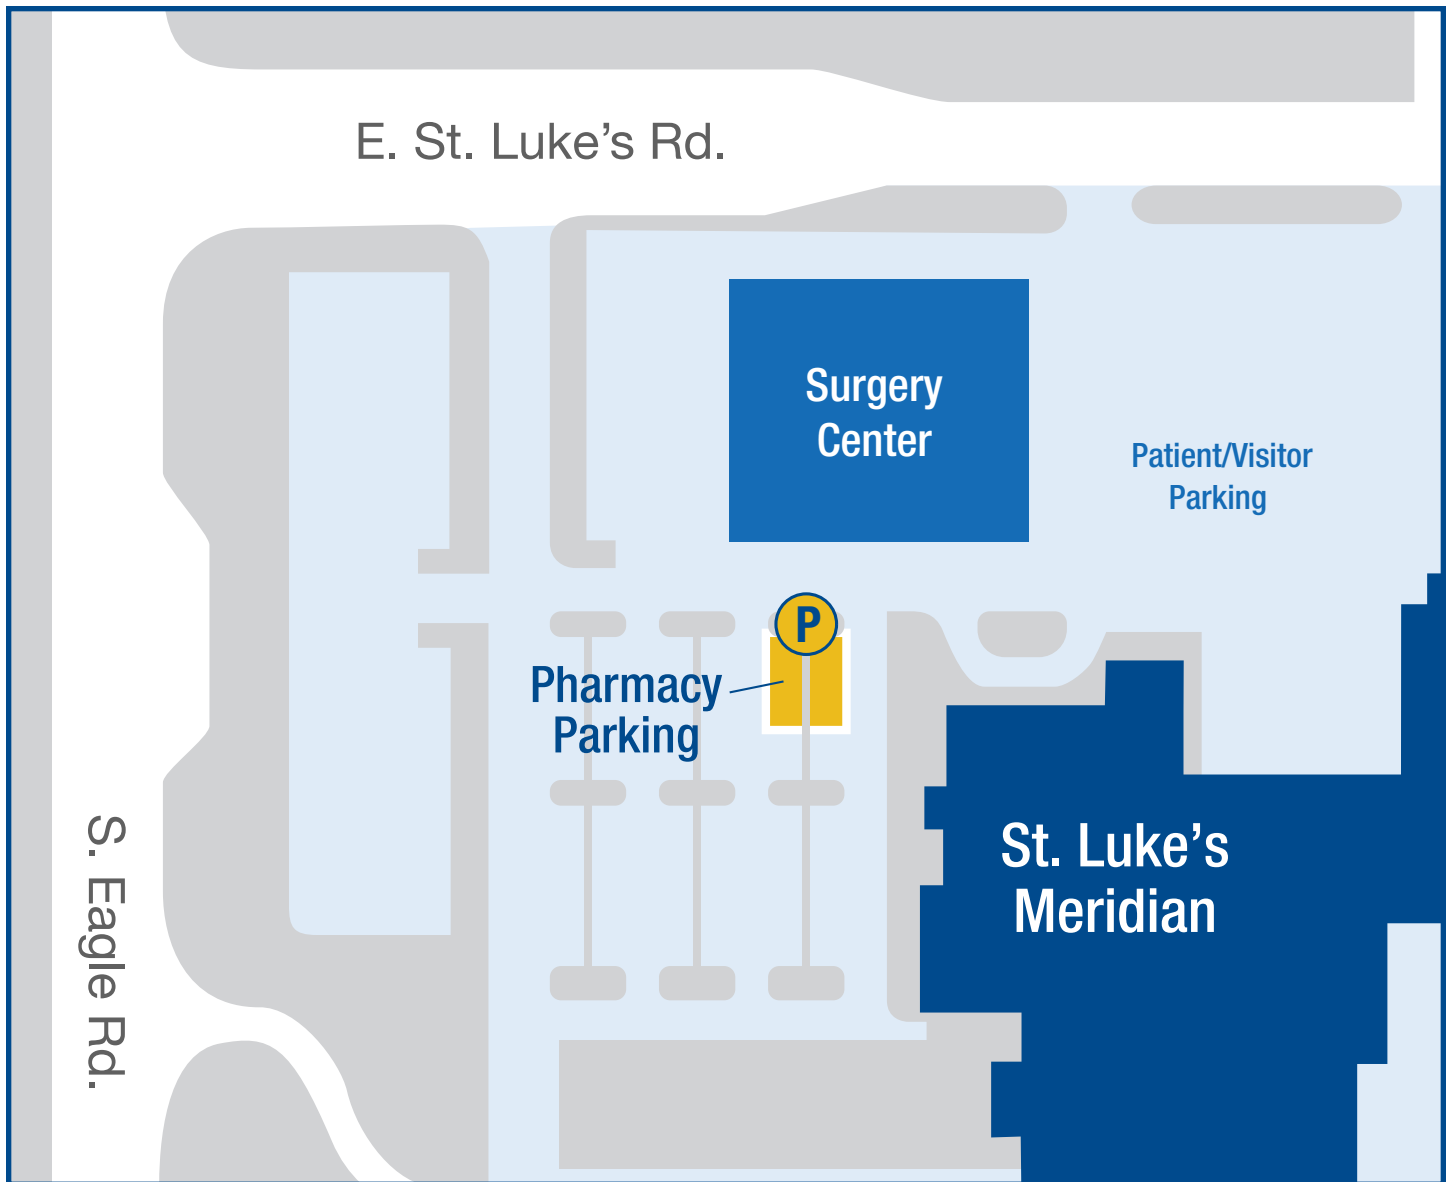 E. St. Luke’s Rd.
Surgery
Center
Patient/Visitor
Parking
P
Pharmacy
Parking
St. Luke’s
Meridian
S. Eagle Rd.